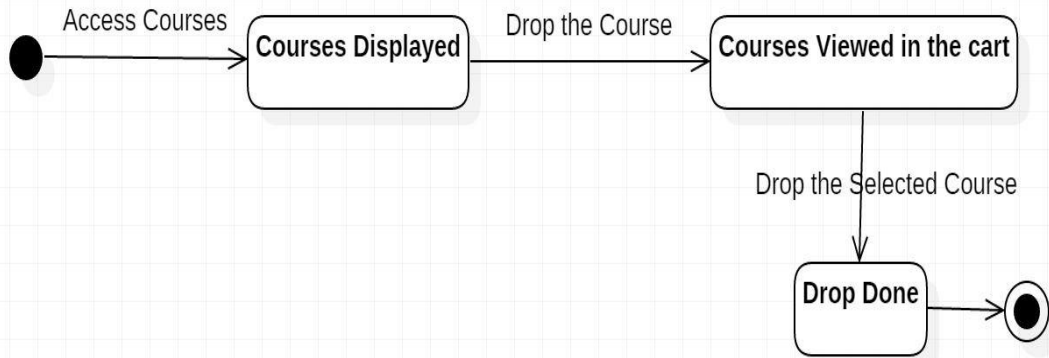 Access Courses
Courses Displayed
Drop the Course
Courses Viewed in the cart
Drop the Selected Course
Drop Done